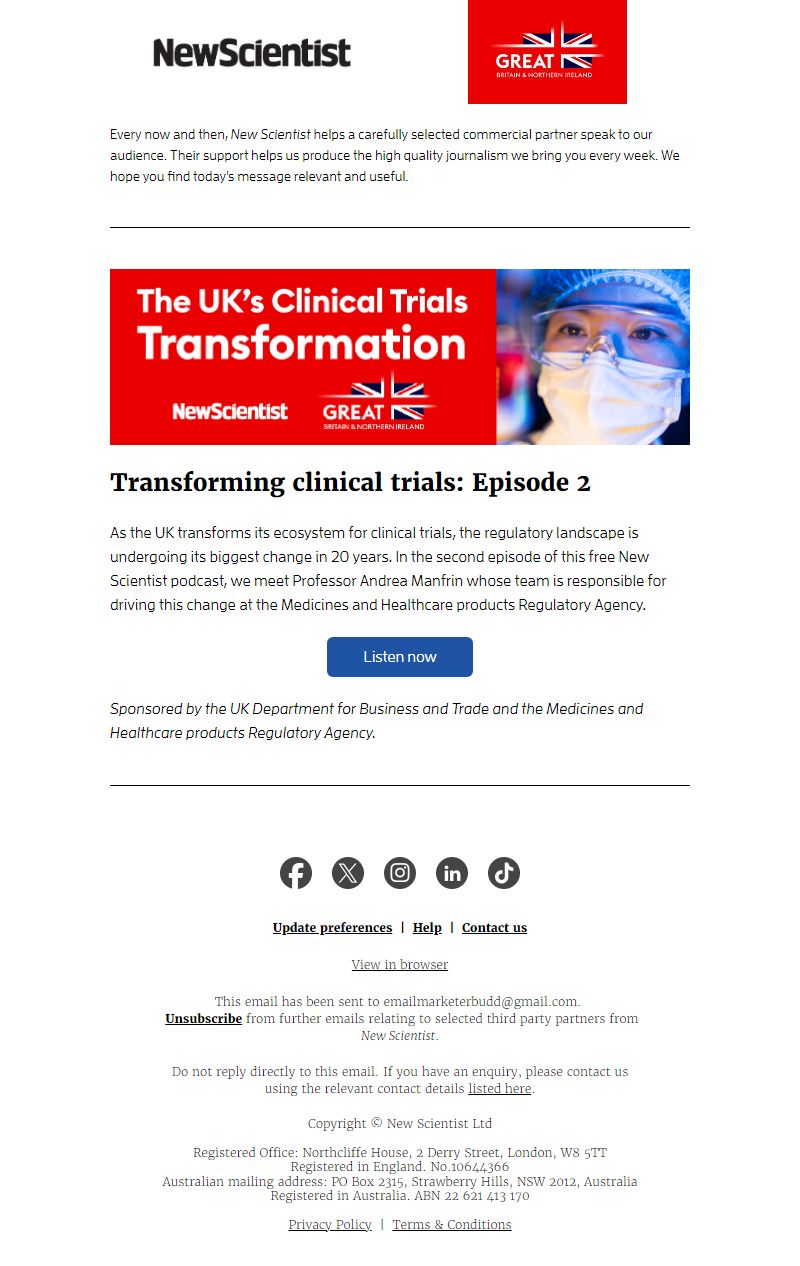 NewScientist
GREAT
BRITAIN & NORTHERN IRELAND
Every now and then, New Scientist helps a carefully selected commercial partner speak to our
audience. Their support helps us produce the high quality journalism we bring you every week. We
hope you find today's message relevant and useful.
The UK's Clinical Trials
Transformation
NewScientist
GREAT
BRITAIN & NORTHERN IRELAND
Transforming clinical trials: Episode 2
As the UK transforms its ecosystem for clinical trials, the regulatory landscape is
undergoing its biggest change in 20 years. In the second episode of this free New
Scientist podcast, we meet Professor Andrea Manfrin whose team is responsible for
driving this change at the Medicines and Healthcare products Regulatory Agency.
Listen now
Sponsored by the UK Department for Business and Trade and the Medicines and
Healthcare products Regulatory Agency.
Update preferences | Help | Contact us
View in browser
This email has been sent to emailmarketerbudd@gmail.com.
Unsubscribe from further emails relating to selected third party partners from
New Scientist.
Do not reply directly to this email. If you have an enquiry, please contact us
using the relevant contact details listed here.
Copyright © New Scientist Ltd
Registered Office: Northcliffe House, 2 Derry Street, London, W8 5TT
Registered in England. No.10644366
Australian mailing address: PO Box 2315, Strawberry Hills, NSW 2012, Australia
Registered in Australia. ABN 22 621 413 170
Privacy Policy | Terms & Conditions